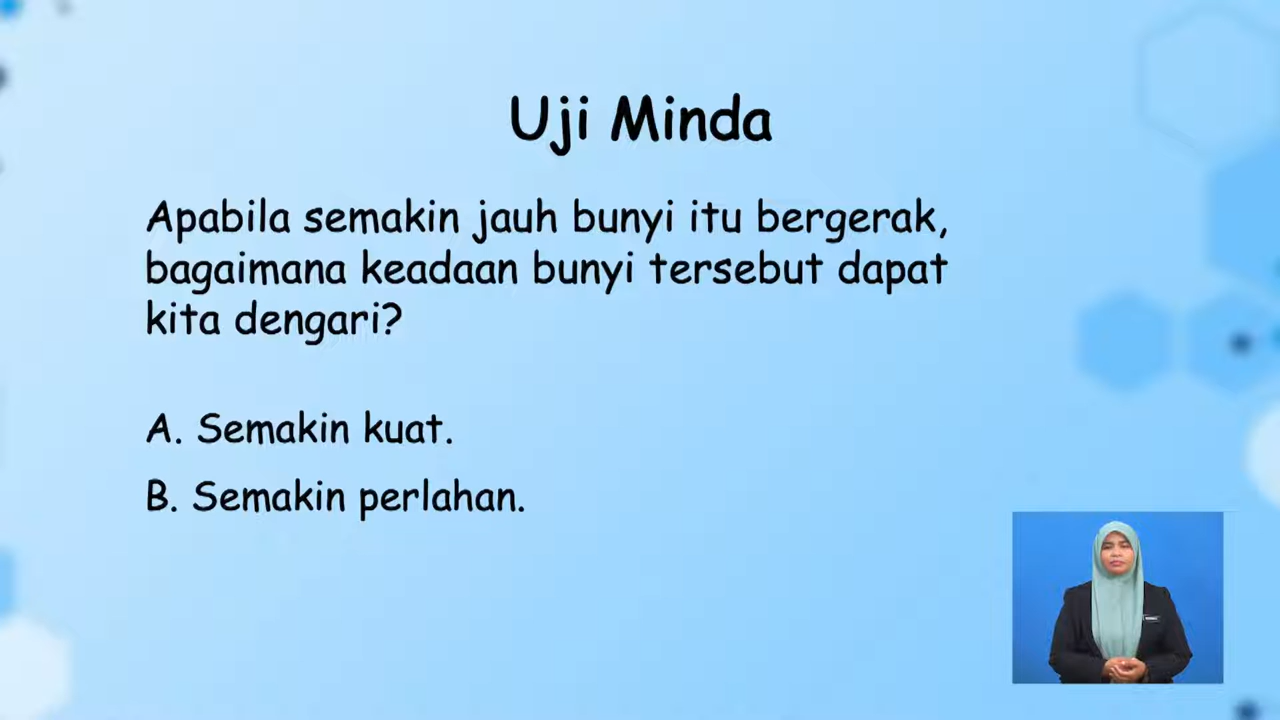 Uji Minda
Apabila semakin jauh bunyi itu bergerak,
bagaimana keadaan bunyi tersebut dapat
kita dengari?
A. Semakin kuat.
B. Semakin perlahan.